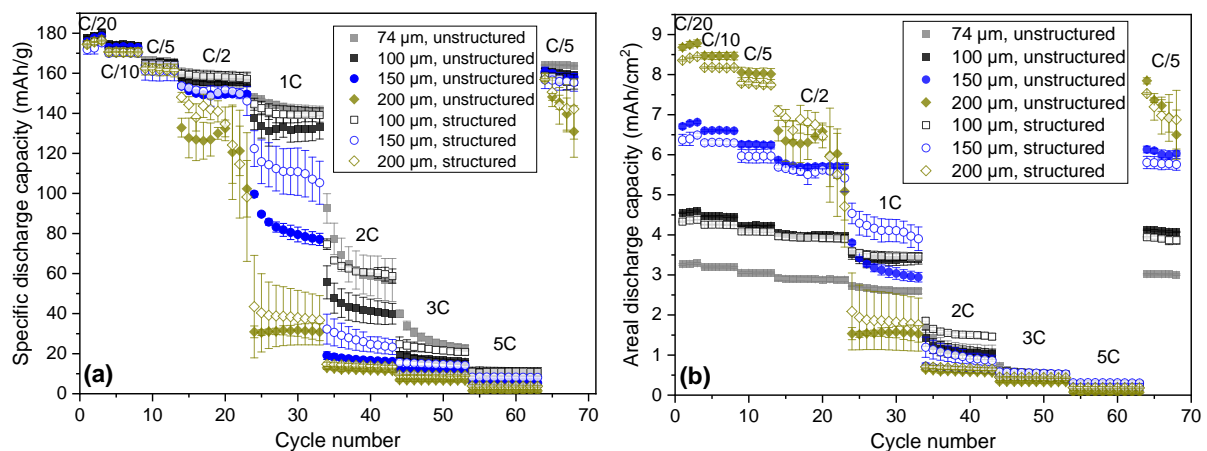 Specific discharge capacity (mAh/g)
200
180
160
140
120
100
80
60
40
20
0
0 10 20 30 40 50 60 70
Cycle number
C/20
C/10
C/5
C/2
1C
2C
3C
5C
C/5
74 µm, unstructured
100 µm, unstructured
150 µm, unstructured
200 µm, unstructured
100 µm, structured
150 µm, structured
200 µm, structured
(a)
Areal discharge capacity (mAh/cm²)
9
8
7
6
5
4
3
2
1
0
0 10 20 30 40 50 60 70
Cycle number
C/20
C/10
C/5
C/2
1C
2C
3C
5C
C/5
74 µm, unstructured
100 µm, unstructured
150 µm, unstructured
200 µm, unstructured
100 µm, structured
150 µm, structured
200 µm, structured
(b)